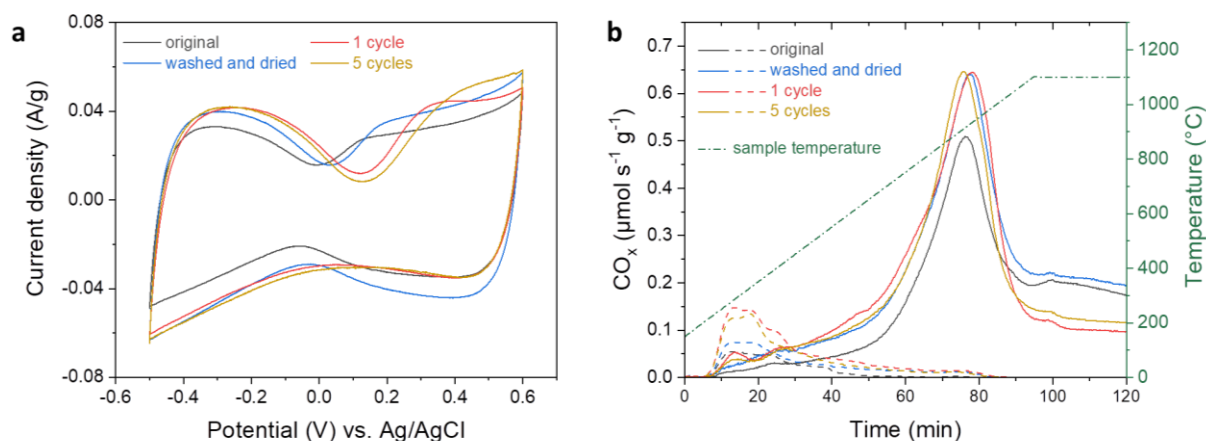 a
0.08
0.04
0.00
-0.04
-0.08
Current density (A/g)
original
1 cycle
washed and dried
5 cycles
-0.6
-0.4
-0.2
0.0
0.2
0.4
0.6
Potential (V) vs. Ag/AgCl
b
0.7
0.6
0.5
0.4
0.3
0.2
0.1
0.0
COx (μmol s⁻¹ g⁻¹)
original
washed and dried
1 cycle
5 cycles
sample temperature
1200
1000
800
600
400
200
0
Temperature (°C)
0
20
40
60
80
100
120
Time (min)